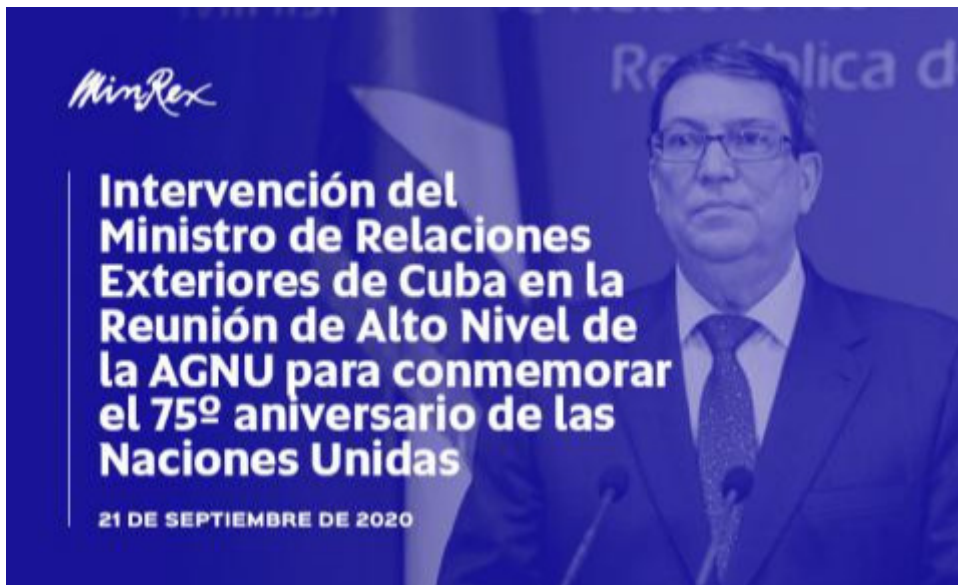 República d
MinRex
Intervención del
Ministro de Relaciones
Exteriores de Cuba en la
Reunión de Alto Nivel de
la AGNU para conmemorar
el 75º aniversario de las
Naciones Unidas
21 DE SEPTIEMBRE DE 2020